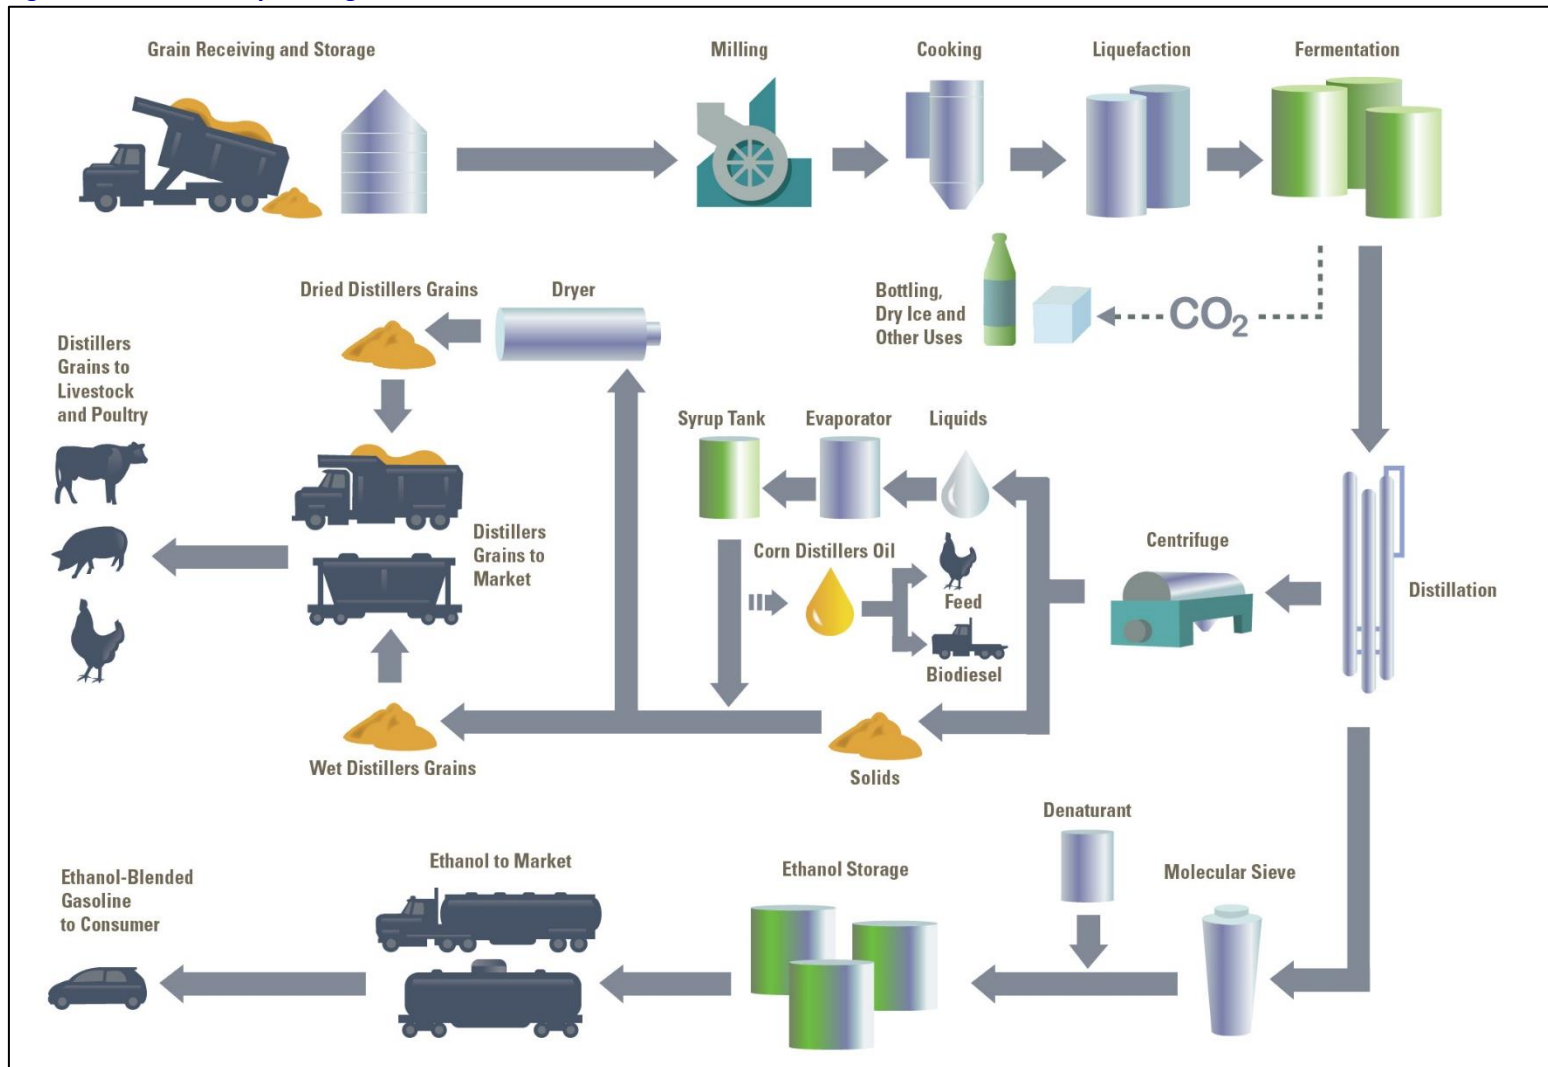 Grain Receiving and Storage
Milling
Cooking
Liquefaction
Fermentation
Bottling,
Dry Ice and
Other Uses
CO2
Dried Distillers Grains
Dryer
Distillers
Grains to
Livestock
and Poultry
Syrup Tank
Evaporator
Liquids
Distillers
Grains to
Market
Corn Distillers Oil
Feed
Biodiesel
Centrifuge
Distillation
Wet Distillers Grains
Solids
Denaturant
Molecular Sieve
Ethanol Storage
Ethanol to Market
Ethanol-Blended
Gasoline
to Consumer